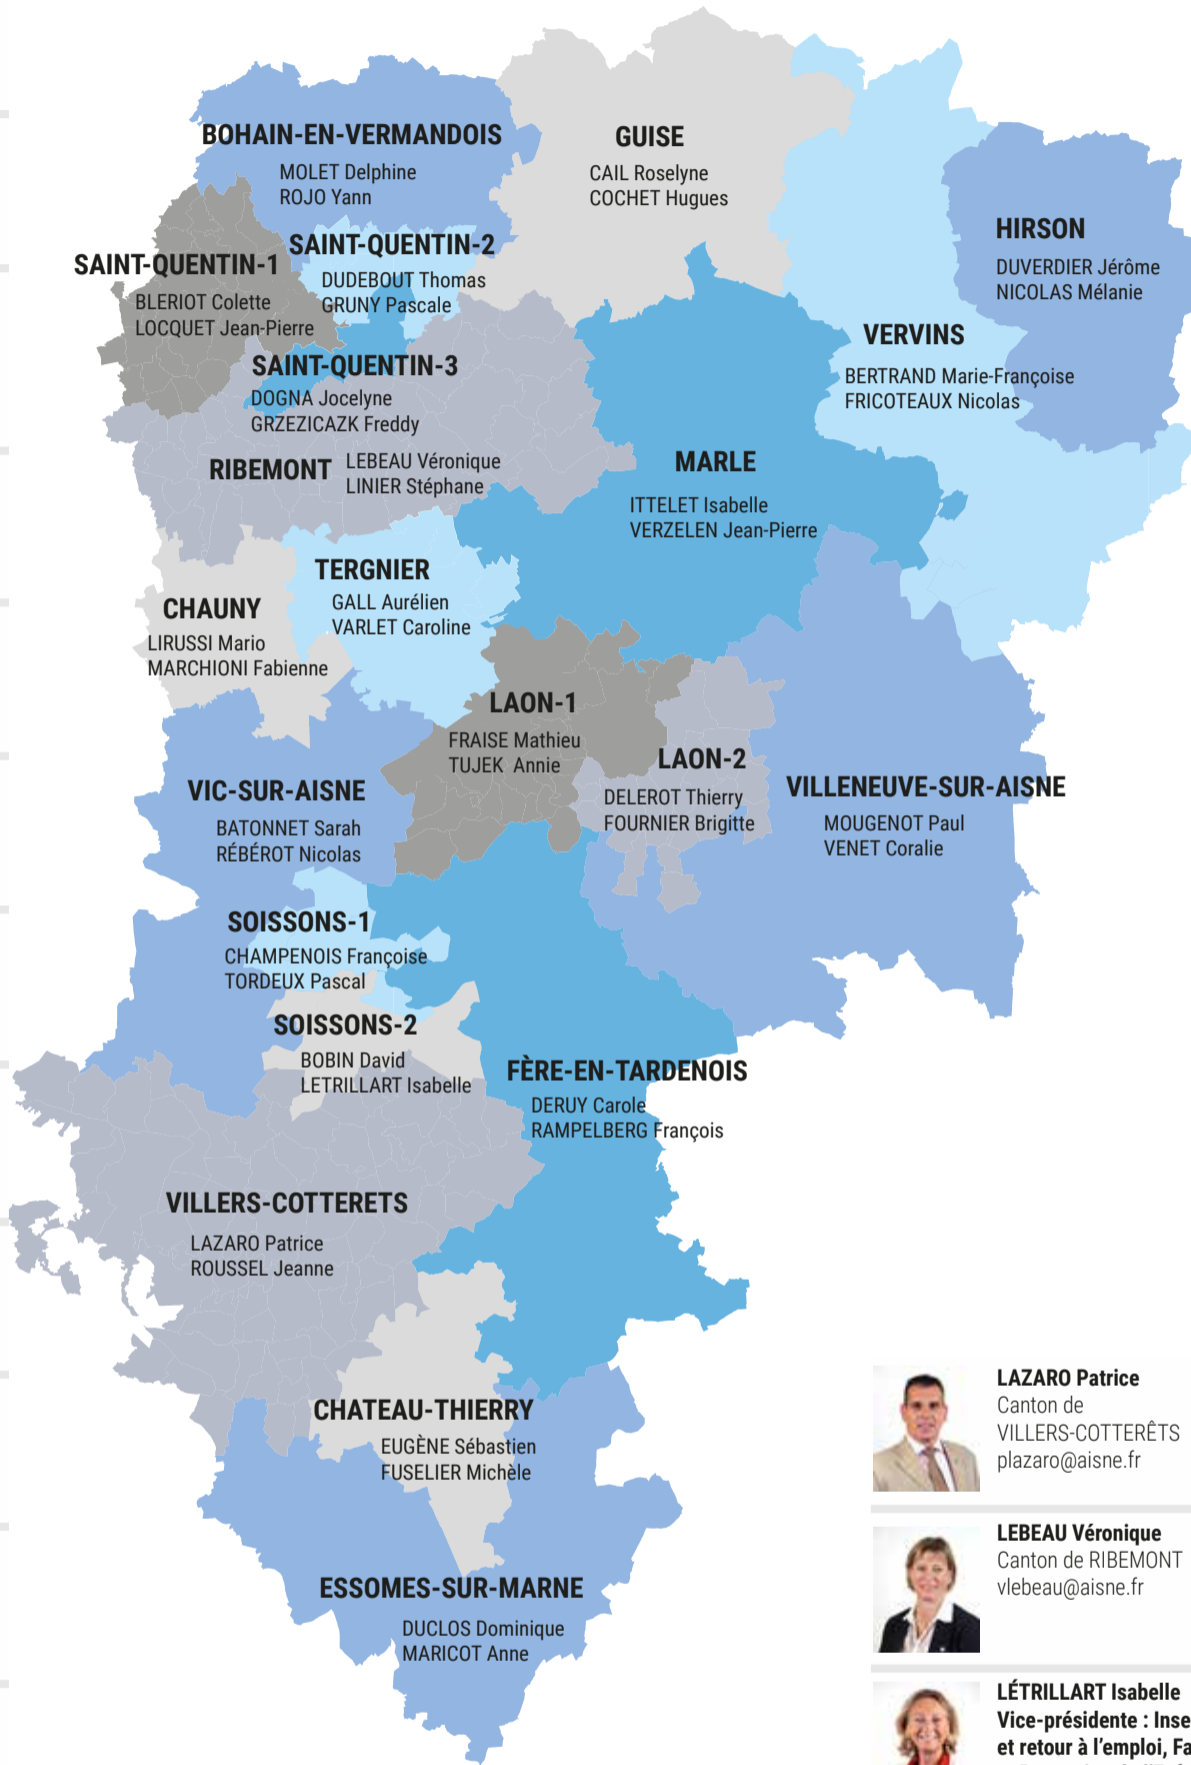 BOHAIN-EN-VERMANDOIS
MOLET Delphine
ROJO Yann
GUISE
CAIL Roselyne
COCHET Hugues
HIRSON
DUVERDIER Jérôme
NICOLAS Mélanie
SAINT-QUENTIN-1
BLERIOT Colette
LOCQUET Jean-Pierre
SAINT-QUENTIN-2
DUDEBOUT Thomas
GRUNY Pascale
VERVINS
BERTRAND Marie-Françoise
FRICOTEAUX Nicolas
SAINT-QUENTIN-3
DOGNA Jocelyne
GRZEZICAZK Freddy
RIBEMONT
LEBEAU Véronique
LINIER Stéphane
MARLE
ITTELET Isabelle
VERZELEN Jean-Pierre
TERGNIER
GALL Aurélien
VARLET Caroline
CHAUNY
LIRUSSI Mario
MARCHIONI Fabienne
LAON-1
FRAISE Mathieu
TUJEK Annie
LAON-2
DELEROT Thierry
FOURNIER Brigitte
VILLENEUVE-SUR-AISNE
MOUGENOT Paul
VENET Coralie
VIC-SUR-AISNE
BATONNET Sarah
RÉBÉROT Nicolas
SOISSONS-1
CHAMPENOIS Françoise
TORDEUX Pascal
SOISSONS-2
BOBIN David
LETRILLART Isabelle
FÈRE-EN-TARDENOIS
DERUY Carole
RAMPELBERG François
VILLERS-COTTERETS
LAZARO Patrice
ROUSSEL Jeanne
CHATEAU-THIERRY
EUGÈNE Sébastien
FUSELIER Michèle
ESSOMES-SUR-MARNE
DUCLOS Dominique
MARICOT Anne
LAZARO Patrice
Canton de
VILLERS-COTTERÊTS
plazaro@aisne.fr
LEBEAU Véronique
Canton de RIBEMONT
vlebeau@aisne.fr
LÉTRILLART Isabelle
Vice-présidente : Inse
et retour à l'emploi, Fa